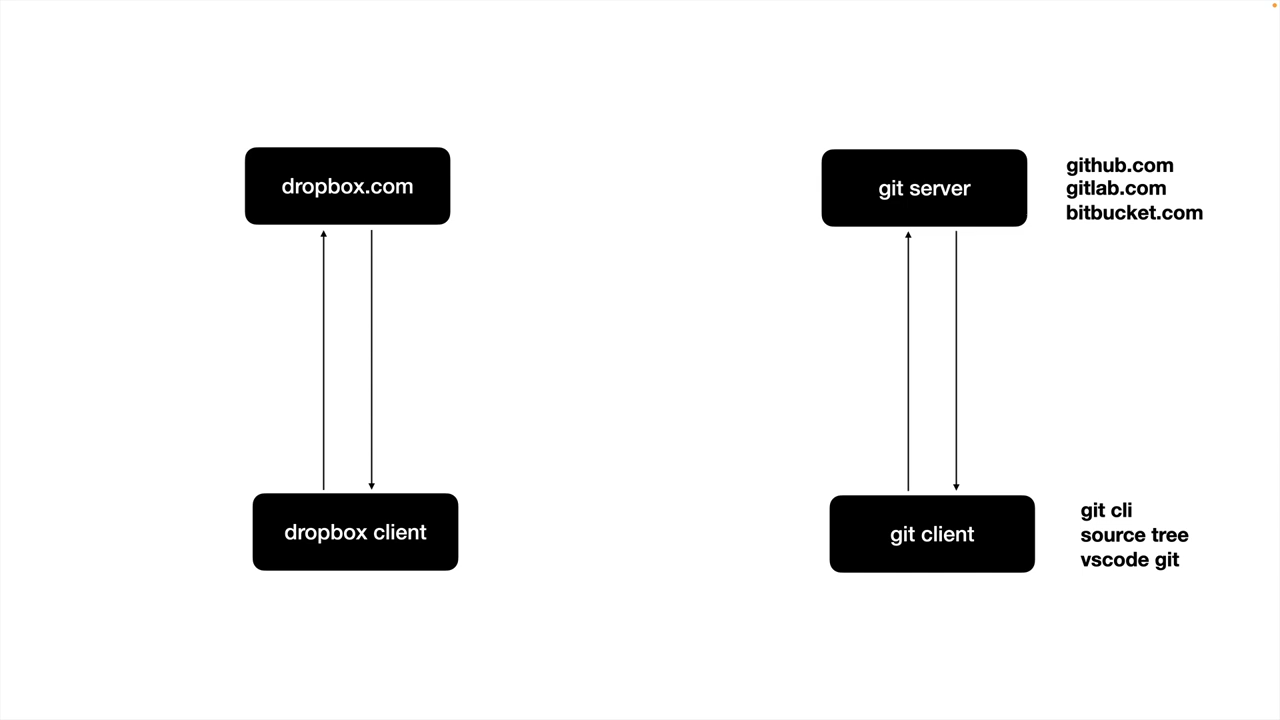 dropbox.com
git server
github.com
gitlab.com
bitbucket.com
dropbox client
git client
git cli
source tree
vscode git